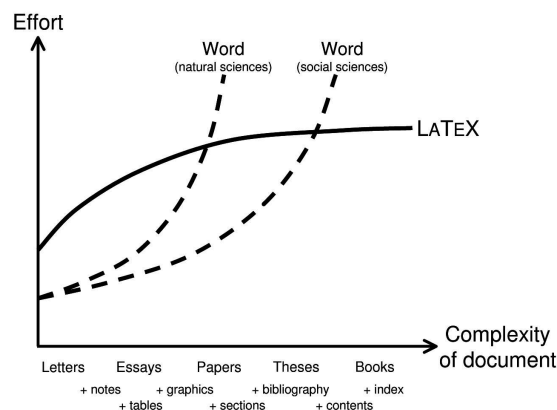 Effort
Word
(natural sciences)
Word
(social sciences)
LATEX
Complexity
of document
Letters Essays Papers Theses Books
+ notes + graphics + bibliography + index
+ tables + sections + contents